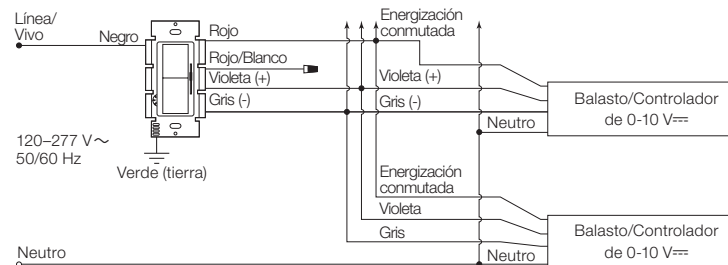 Línea/
Vivo
Negro
Rojo
Rojo/Blanco
Violeta (+)
Gris (-)
120–277 V~
50/60 Hz
Verde (tierra)
Neutro
Energización
conmutada
Violeta (+)
Gris (-)
Neutro
Balasto/Controlador
de 0-10 V⎓
Energización
conmutada
Violeta
Gris
Neutro
Balasto/Controlador
de 0-10 V⎓